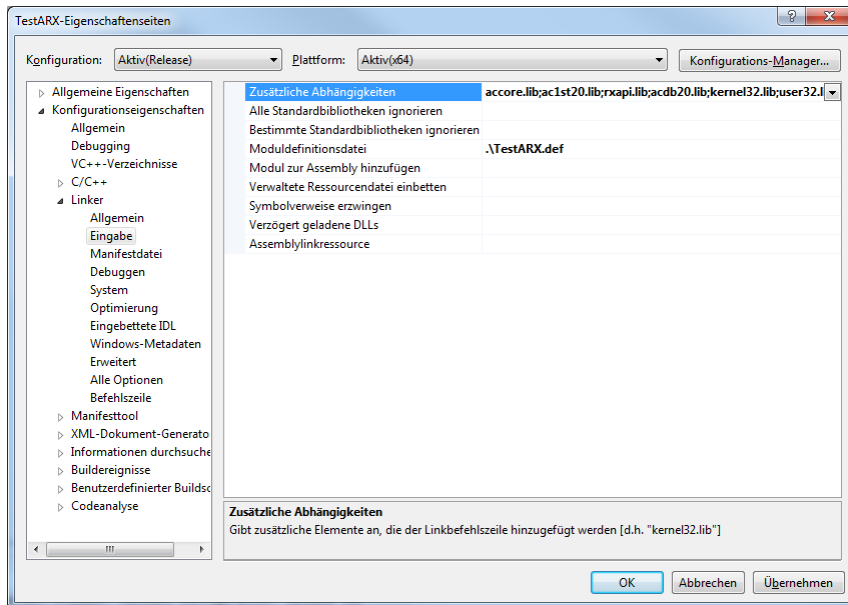 TestARX-Eigenschaftenseiten
Konfiguration: Aktiv(Release) Plattform: Aktiv(x64) Konfigurations-Manager...
Allgemeine Eigenschaften
Konfigurationseigenschaften
Allgemein
Debugging
VC++-Verzeichnisse
C/C++
Linker
Allgemein
Eingabe
Manifestdatei
Debuggen
System
Optimierung
Eingebettete IDL
Windows-Metadaten
Erweitert
Alle Optionen
Befehlszeile
Manifesttool
XML-Dokument-Generato
Informationen durchsuche
Buildereignisse
Benutzerdefinierter Buildsc
Codeanalyse
Zusätzliche Abhängigkeiten accore.lib;ac1st20.lib;rxapi.lib;acdb20.lib;kernel32.lib;user32.l
Alle Standardbibliotheken ignorieren
Bestimmte Standardbibliotheken ignorieren
Moduldefinitionsdatei .\TestARX.def
Modul zur Assembly hinzufügen
Verwaltete Ressourcendatei einbetten
Symbolverweise erzwingen
Verzögert geladene DLLs
Assemblylinkressource
Zusätzliche Abhängigkeiten
Gibt zusätzliche Elemente an, die der Linkbefehlszeile hinzugefügt werden [d.h. "kernel32.lib"]
OK Abbrechen Übernehmen